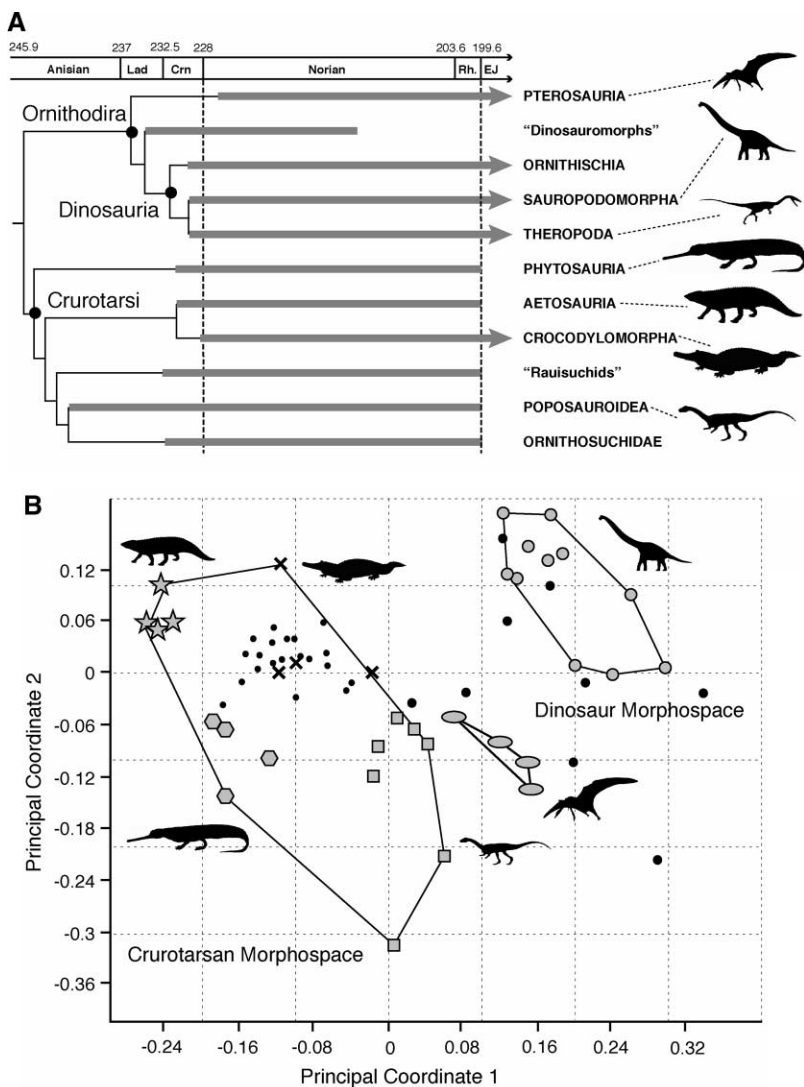 A
245.9 237 232.5 228 203.6 199.6
Anisian Lad Crn Norian Rh. EJ
Ornithodira
PTEROSAURIA
“Dinosauromorphs”
ORNITHISCHIA
Dinosauria
SAUROPODOMORPHA
THEROPODA
PHYTOSAURIA
Crurotarsi
AETOSAURIA
CROCODYLOMORPHA
“Rauisuchids”
POPOSAUROIDEA
ORNITHOSUCHIDAE
B
Principal Coordinate 2
0.12
0.06
0
-0.06
-0.12
-0.18
-0.24
-0.3
-0.36
Dinosaur Morphospace
Crurotarsan Morphospace
-0.24 -0.16 -0.08 0 0.08 0.16 0.24 0.32
Principal Coordinate 1